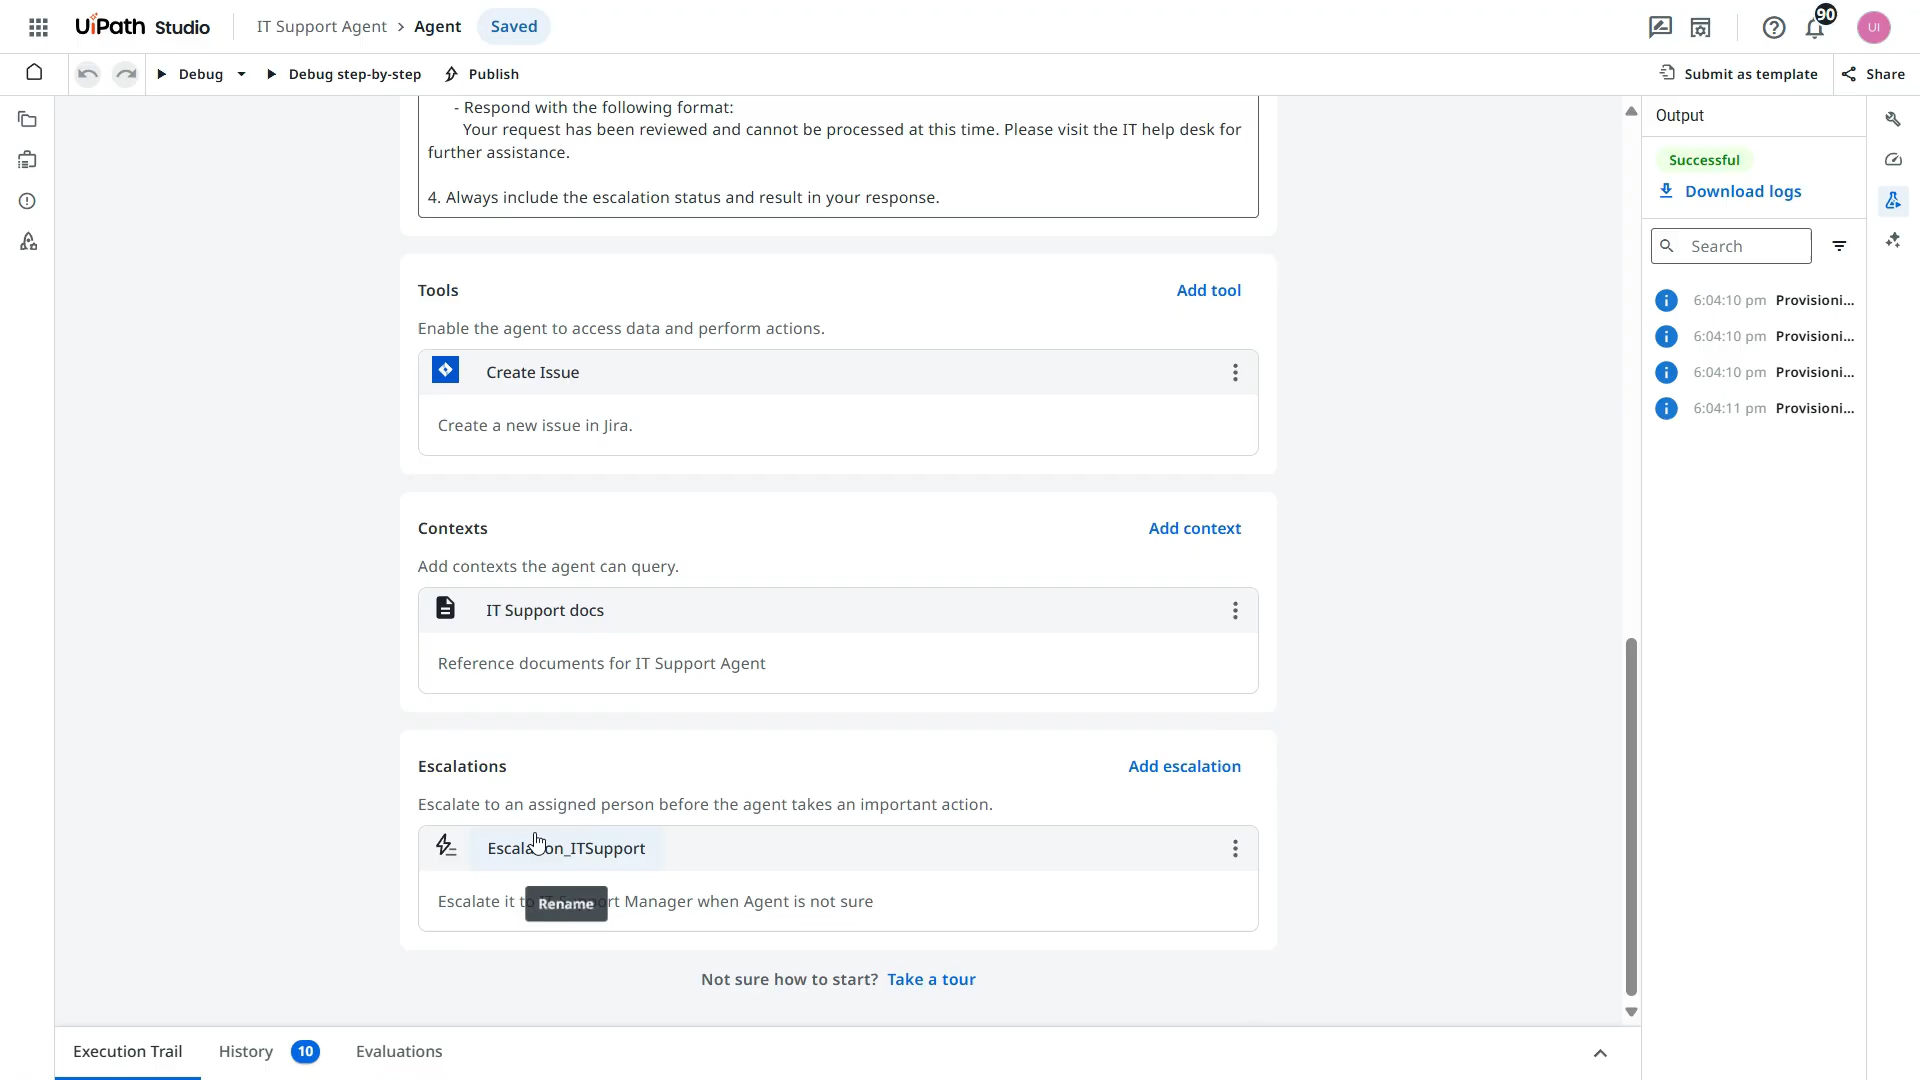 UiPath Studio
IT Support Agent > Agent
Saved
90
UI
Debug
Debug step-by-step
Publish
Submit as template
Share
- Respond with the following format:
Your request has been reviewed and cannot be processed at this time. Please visit the IT help desk for
further assistance.
4. Always include the escalation status and result in your response.
Tools
Add tool
Enable the agent to access data and perform actions.
Create Issue
Create a new issue in Jira.
Contexts
Add context
Add contexts the agent can query.
IT Support docs
Reference documents for IT Support Agent
Escalations
Add escalation
Escalate to an assigned person before the agent takes an important action.
Escalation_ITSupport
Escalate it to IT Support Manager when Agent is not sure
Rename
Not sure how to start? Take a tour
Execution Trail
History 10
Evaluations
Output
Successful
Download logs
Search
6:04:10 pm Provisioni...
6:04:10 pm Provisioni...
6:04:10 pm Provisioni...
6:04:11 pm Provisioni...